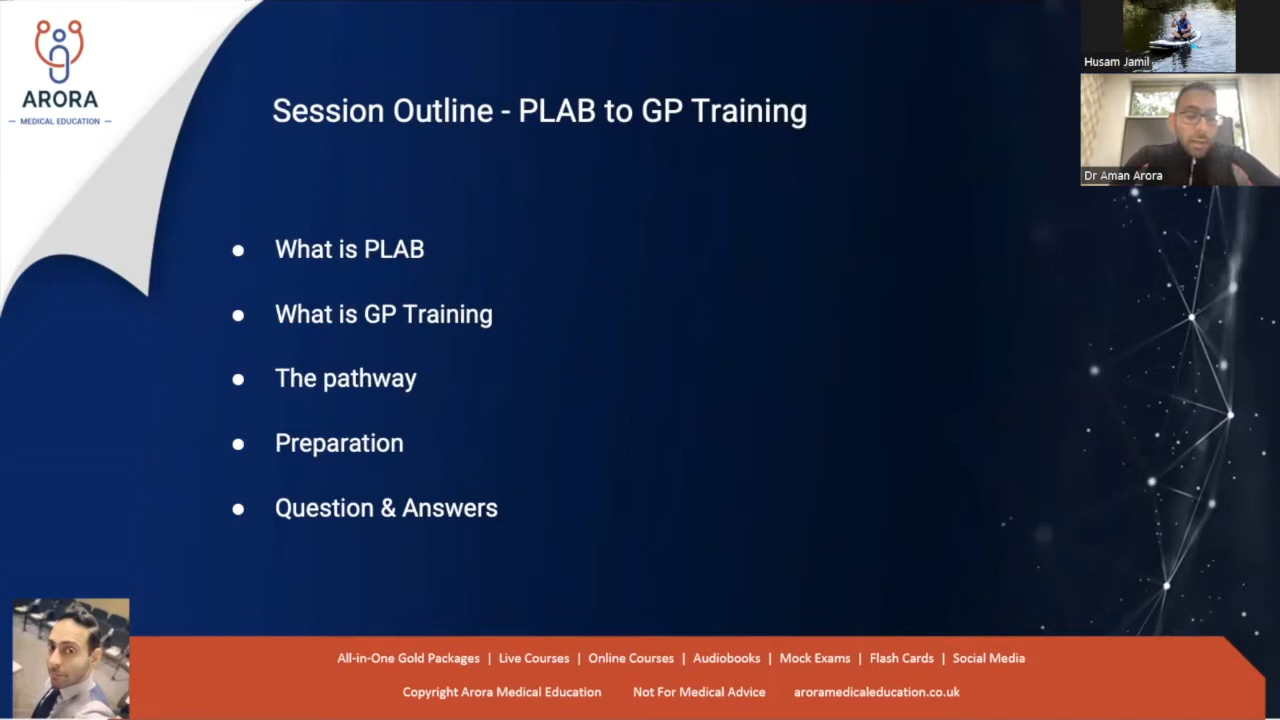 ARORA
MEDICAL EDUCATION
Session Outline - PLAB to GP Training
Husam Jamil
Dr Aman Arora
● What is PLAB
● What is GP Training
● The pathway
● Preparation
● Question & Answers
All-in-One Gold Packages | Live Courses | Online Courses | Audiobooks | Mock Exams | Flash Cards | Social Media
Copyright Arora Medical Education Not For Medical Advice aroramedicaleducation.co.uk